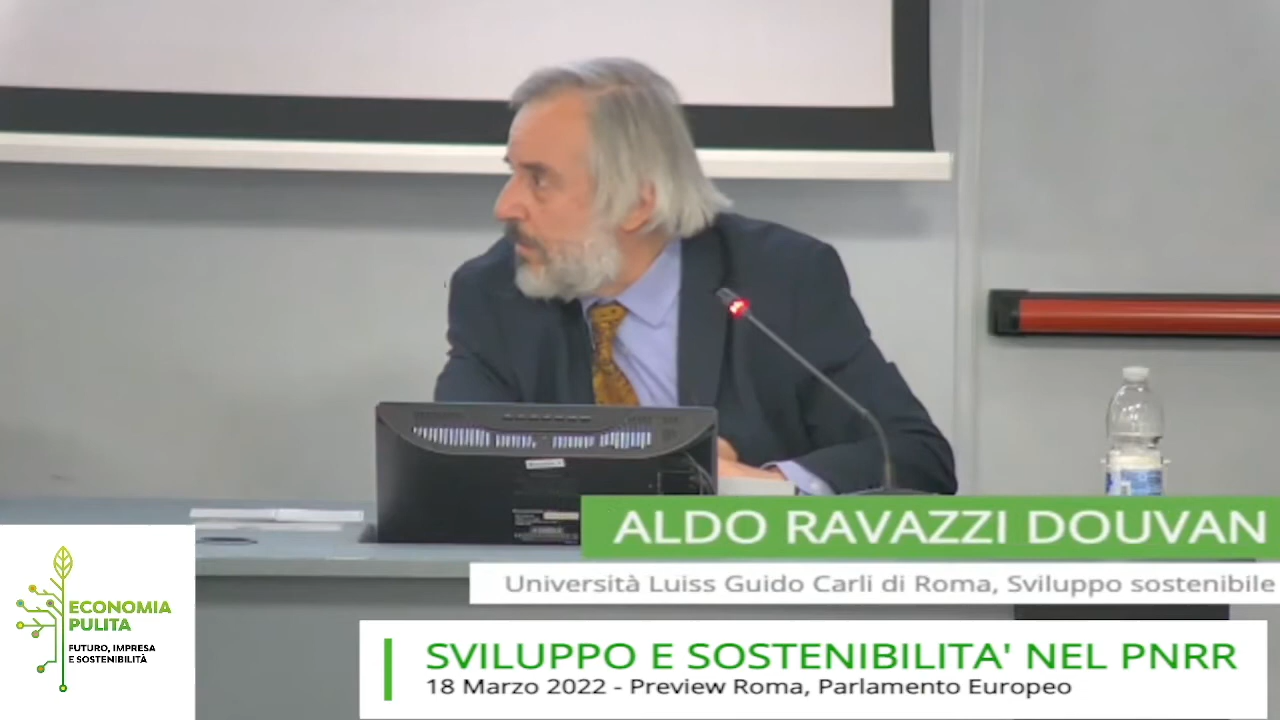 ALDO RAVAZZI DOUVAN
Università Luiss Guido Carli di Roma, Sviluppo sostenibile
ECONOMIA
PULITA
FUTURO, IMPRESA
E SOSTENIBILITÀ
SVILUPPO E SOSTENIBILITA' NEL PNRR
18 Marzo 2022 - Preview Roma, Parlamento Europeo